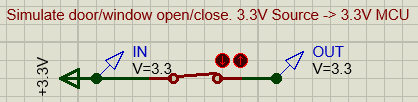 Simulate door/window open/close. 3.3V Source -> 3.3V MCU
IN
OUT
+3.3V
V=3.3
V=3.3